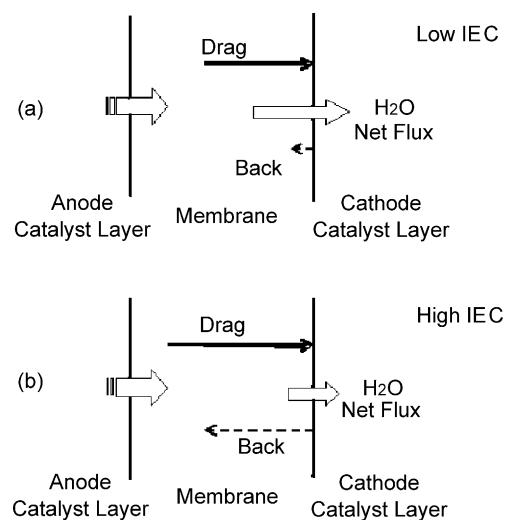 Low IEC
Drag
(a)
H2O
Net Flux
Back
Anode
Catalyst Layer
Membrane
Cathode
Catalyst Layer
High IEC
Drag
(b)
H2O
Net Flux
Back
Anode
Catalyst Layer
Membrane
Cathode
Catalyst Layer